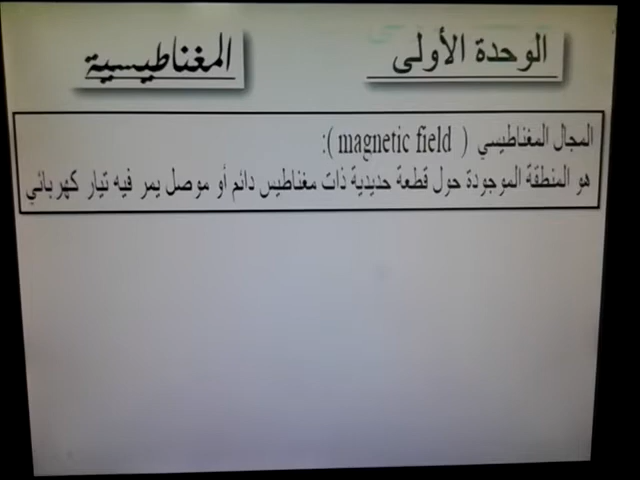 الوحدة الأولى
المغناطيسية
المجال المغناطيسي ( magnetic field ):
هو المنطقة الموجودة حول قطعة حديدية ذات مغناطيس دائم أو موصل يمر فيه تيار كهربائي